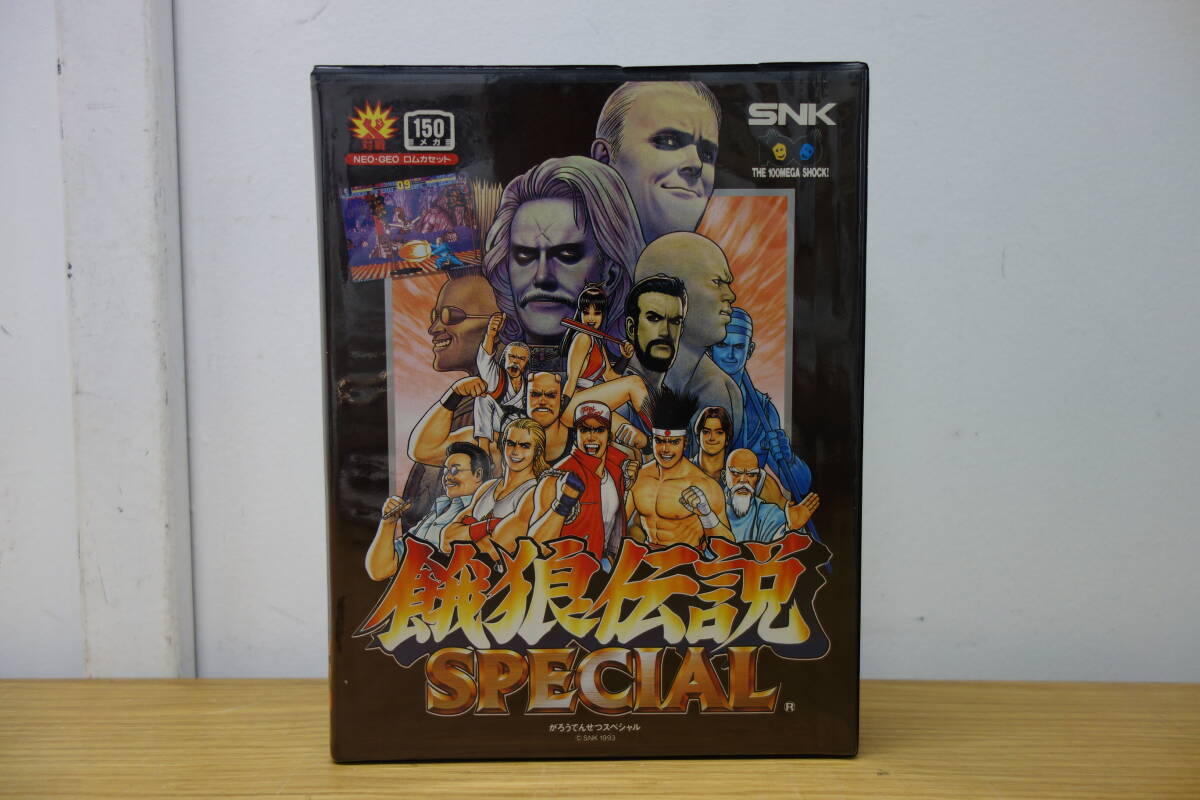 対戦
150
メガ
NEO・GEO ロムカセット
09
SNK
THE 100MEGA SHOCK!
餓狼伝説
SPECIAL
®
がろうでんせつスペシャル
© SNK 1993